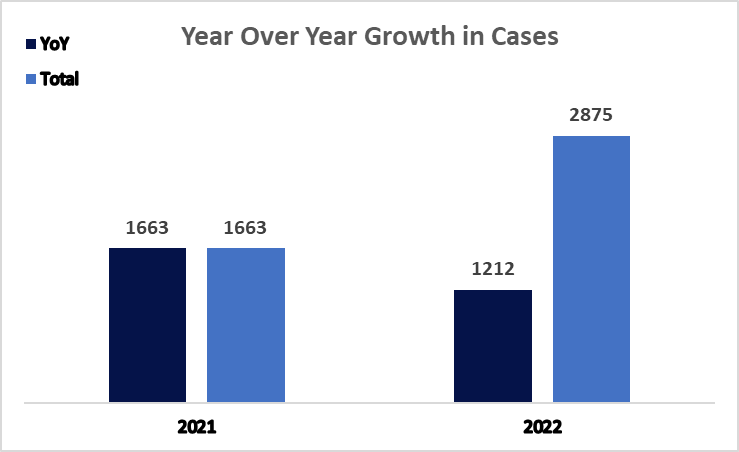 Year Over Year Growth in Cases
YoY
Total
1663
1663
1212
2875
2021
2022